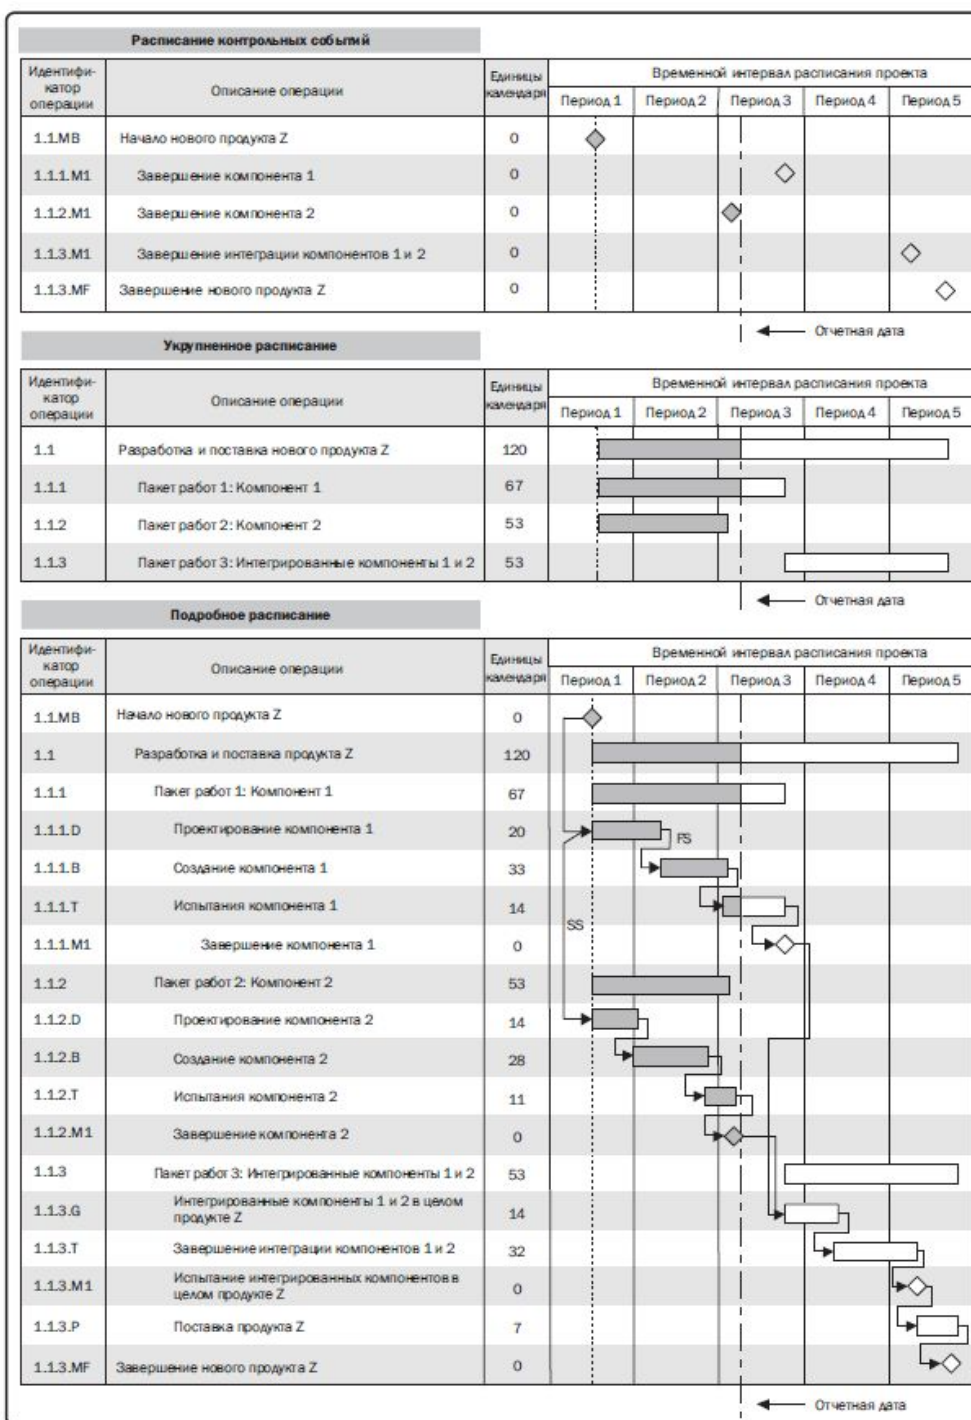 Расписание контрольных событий
Идентифи-
катор
операции
Описание операции
Единицы
календаря
Временной интервал расписания проекта
Период 1 Период 2 Период 3 Период 4 Период 5
1.1.MB Начало нового продукта Z 0
1.1.1.M1 Завершение компонента 1 0
1.1.2.M1 Завершение компонента 2 0
1.1.3.M1 Завершение интеграции компонентов 1 и 2 0
1.1.3.MF Завершение нового продукта Z 0
Отчетная дата
Укрупненное расписание
Идентифи-
катор
операции
Описание операции
Единицы
календаря
Временной интервал расписания проекта
Период 1 Период 2 Период 3 Период 4 Период 5
1.1 Разработка и поставка нового продукта Z 120
1.1.1 Пакет работ 1: Компонент 1 67
1.1.2 Пакет работ 2: Компонент 2 53
1.1.3 Пакет работ 3: Интегрированные компоненты 1 и 2 53
Отчетная дата
Подробное расписание
Идентифи-
катор
операции
Описание операции
Единицы
календаря
Временной интервал расписания проекта
Период 1 Период 2 Период 3 Период 4 Период 5
1.1.MB Начало нового продукта Z 0
1.1 Разработка и поставка продукта Z 120
1.1.1 Пакет работ 1: Компонент 1 67
1.1.1.D Проектирование компонента 1 20
FS
1.1.1.B Создание компонента 1 33
1.1.1.T Испытания компонента 1 14
SS
1.1.1.M1 Завершение компонента 1 0
1.1.2 Пакет работ 2: Компонент 2 53
1.1.2.D Проектирование компонента 2 14
1.1.2.B Создание компонента 2 28
1.1.2.T Испытания компонента 2 11
1.1.2.M1 Завершение компонента 2 0
1.1.3 Пакет работ 3: Интегрированные компоненты 1 и 2 53
1.1.3.G Интегрированные компоненты 1 и 2 в целом
продукте Z 14
1.1.3.T Завершение интеграции компонентов 1 и 2 32
1.1.3.M1 Испытание интегрированных компонентов в
целом продукте Z 0
1.1.3.P Поставка продукта Z 7
1.1.3.MF Завершение нового продукта Z 0
Отчетная дата